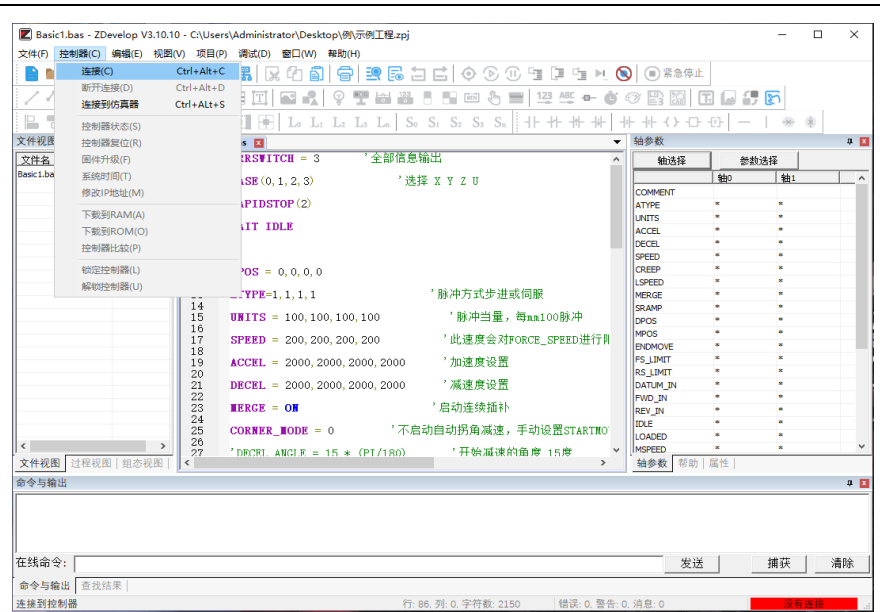 Basic1.bas - ZDevelop V3.10.10 - C:\Users\Administrator\Desktop\例\示例工程.zpj
文件(F) 控制器(C) 编辑(E) 视图(V) 项目(P) 调试(D) 窗口(W) 帮助(H)
紧急停止
连接(C) Ctrl+Alt+C
断开连接(D) Ctrl+Alt+D
连接到仿真器 Ctrl+ALt+S
控制器状态(S)
控制器复位(R)
固件升级(F)
系统时间(T)
修改IP地址(M)
下载到RAM(A)
下载到ROM(O)
控制器比较(P)
锁定控制器(L)
解锁控制器(U)
文件视图
文件名
Basic1.ba
RRSWITCH = 3 '全部信息输出
ASE(0,1,2,3) '选择 X Y Z U
APIDSTOP(2)
AIT IDLE
POS = 0,0,0,0
TYPE=1,1,1,1 '脉冲方式步进或伺服
14
15 UNITS = 100,100,100,100 '脉冲当量，每mm100脉冲
16
17 SPEED = 200,200,200,200 '此速度会对FORCE_SPEED进行
18
19 ACCEL = 2000,2000,2000,2000 '加速度设置
20
21 DECEL = 2000,2000,2000,2000 '减速度设置
22
23 MERGE = ON '启动连续插补
24
25 CORNER_MODE = 0 '不启动自动拐角减速，手动设置STARTMO
26
27 'DECEL_ANGLE = 15 * (PI/180) '开始减速的角度 15度
文件视图 过程视图 组态视图
轴参数
轴选择 参数选择
轴0 轴1
COMMENT
ATYPE * *
UNITS * *
ACCEL * *
DECEL * *
SPEED * *
CREEP * *
LSPEED * *
MERGE * *
SRAMP * *
DPOS * *
MPOS * *
ENDMOVE * *
FS_LIMIT * *
RS_LIMIT * *
DATUM_IN * *
FWD_IN * *
REV_IN * *
IDLE * *
LOADED * *
MSPEED * *
轴参数 帮助 属性
命令与输出
在线命令: 发送 捕获 清除
命令与输出 查找结果
连接到控制器 行: 86, 列: 0, 字符数: 2150 错误: 0, 警告: 0, 消息: 0 没有连接